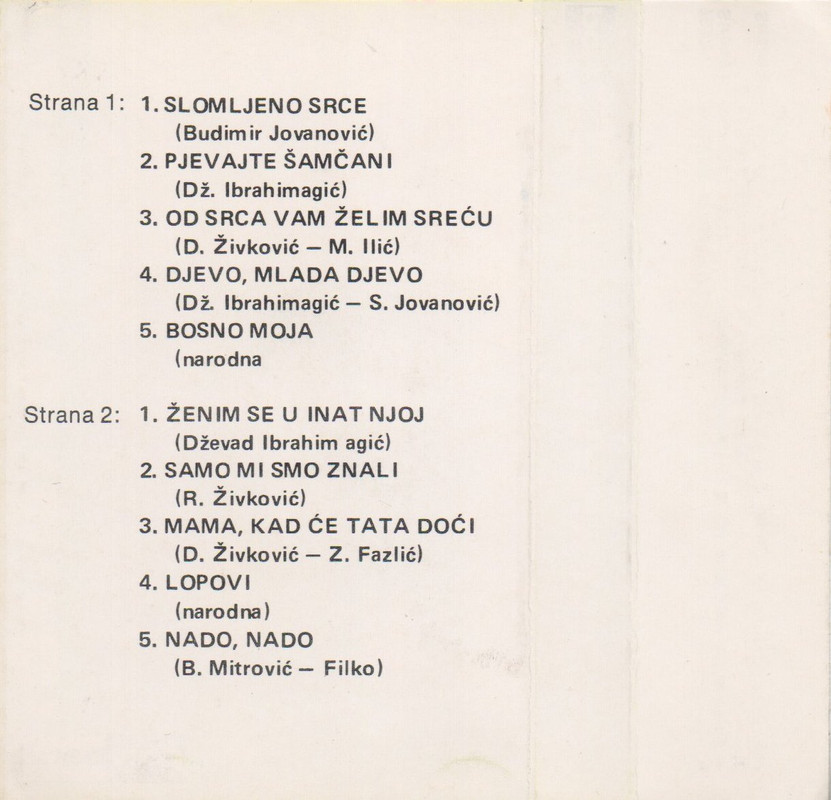 Strana 1: 1. SLOMLJENO SRCE
(Budimir Jovanović)
2. PJEVAJTE ŠAMČANI
(Dž. Ibrahimagić)
3. OD SRCA VAM ŽELIM SREĆU
(D. Živković – M. Ilić)
4. DJEVO, MLADA DJEVO
(Dž. Ibrahimagić – S. Jovanović)
5. BOSNO MOJA
(narodna
Strana 2: 1. ŽENIM SE U INAT NJOJ
(Dževad Ibrahim agić)
2. SAMO MI SMO ZNALI
(R. Živković)
3. MAMA, KAD ĆE TATA DOĆI
(D. Živković – Z. Fazlić)
4. LOPOVI
(narodna)
5. NADO, NADO
(B. Mitrović – Filko)